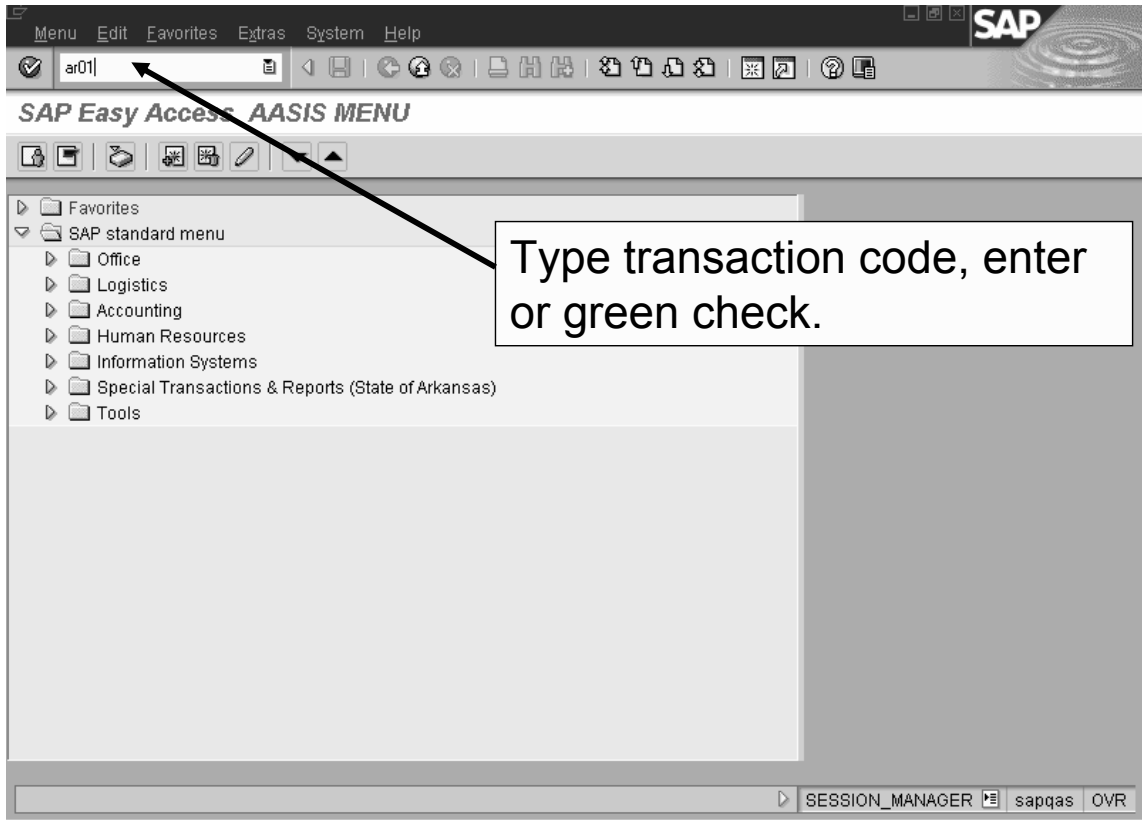 Menu Edit Favorites Extras System Help
SAP
ar01
SAP Easy Access AASIS MENU
Favorites
SAP standard menu
Office
Logistics
Accounting
Human Resources
Information Systems
Special Transactions & Reports (State of Arkansas)
Tools
Type transaction code, enter
or green check.
SESSION_MANAGER sapqas OVR